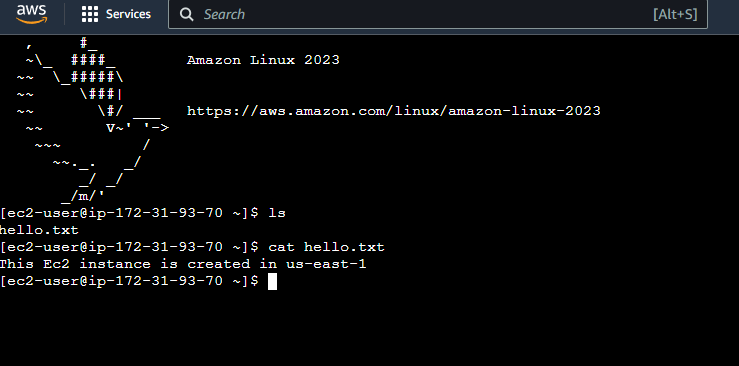 aws
Services
Search
[Alt+S]
   ,     #_
   ~\_  ####_        Amazon Linux 2023
  ~~  \_#####\
  ~~     \###|
  ~~       \#/ ___   https://aws.amazon.com/linux/amazon-linux-2023
   ~~       V~' '->
    ~~~         /
      ~~._.   _/
         _/ _/
       _/m/'
[ec2-user@ip-172-31-93-70 ~]$ ls
hello.txt
[ec2-user@ip-172-31-93-70 ~]$ cat hello.txt
This Ec2 instance is created in us-east-1
[ec2-user@ip-172-31-93-70 ~]$